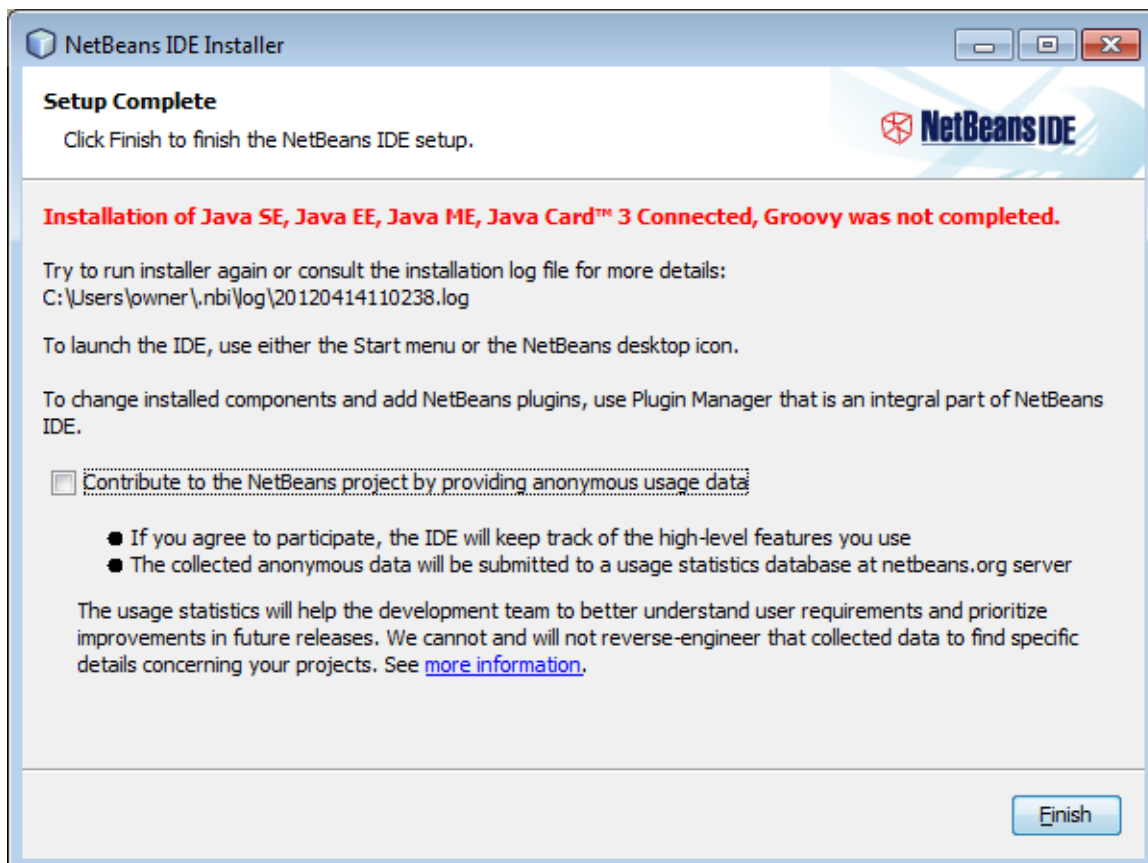 NetBeans IDE Installer
Setup Complete
Click Finish to finish the NetBeans IDE setup.
NetBeans IDE
Installation of Java SE, Java EE, Java ME, Java Card™ 3 Connected, Groovy was not completed.
Try to run installer again or consult the installation log file for more details:
C:\Users\owner\.nbi\log\20120414110238.log
To launch the IDE, use either the Start menu or the NetBeans desktop icon.
To change installed components and add NetBeans plugins, use Plugin Manager that is an integral part of NetBeans
IDE.
Contribute to the NetBeans project by providing anonymous usage data
● If you agree to participate, the IDE will keep track of the high-level features you use
● The collected anonymous data will be submitted to a usage statistics database at netbeans.org server
The usage statistics will help the development team to better understand user requirements and prioritize
improvements in future releases. We cannot and will not reverse-engineer that collected data to find specific
details concerning your projects. See more information.
Finish